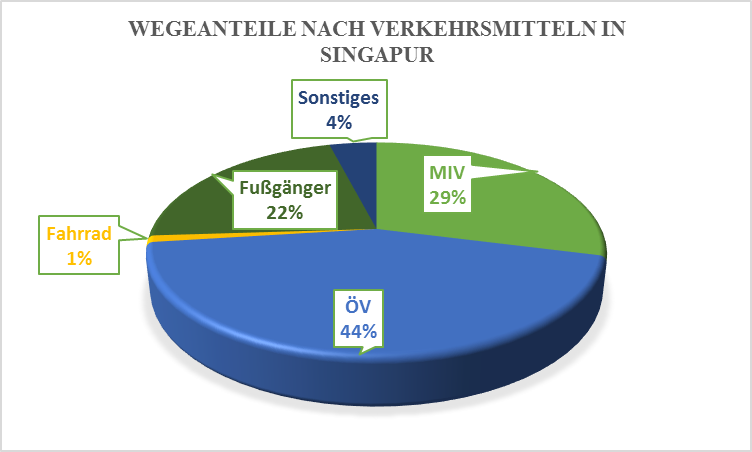 WEGEANTEILE NACH VERKEHRSMITTELN IN
SINGAPUR
Sonstiges
4%
MIV
29%
Fußgänger
22%
Fahrrad
1%
ÖV
44%